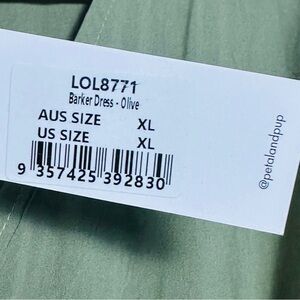 LOL8771
Barker Dress - Olive
AUS SIZE XL
US SIZE XL
9 357425 392830
@petalandpup